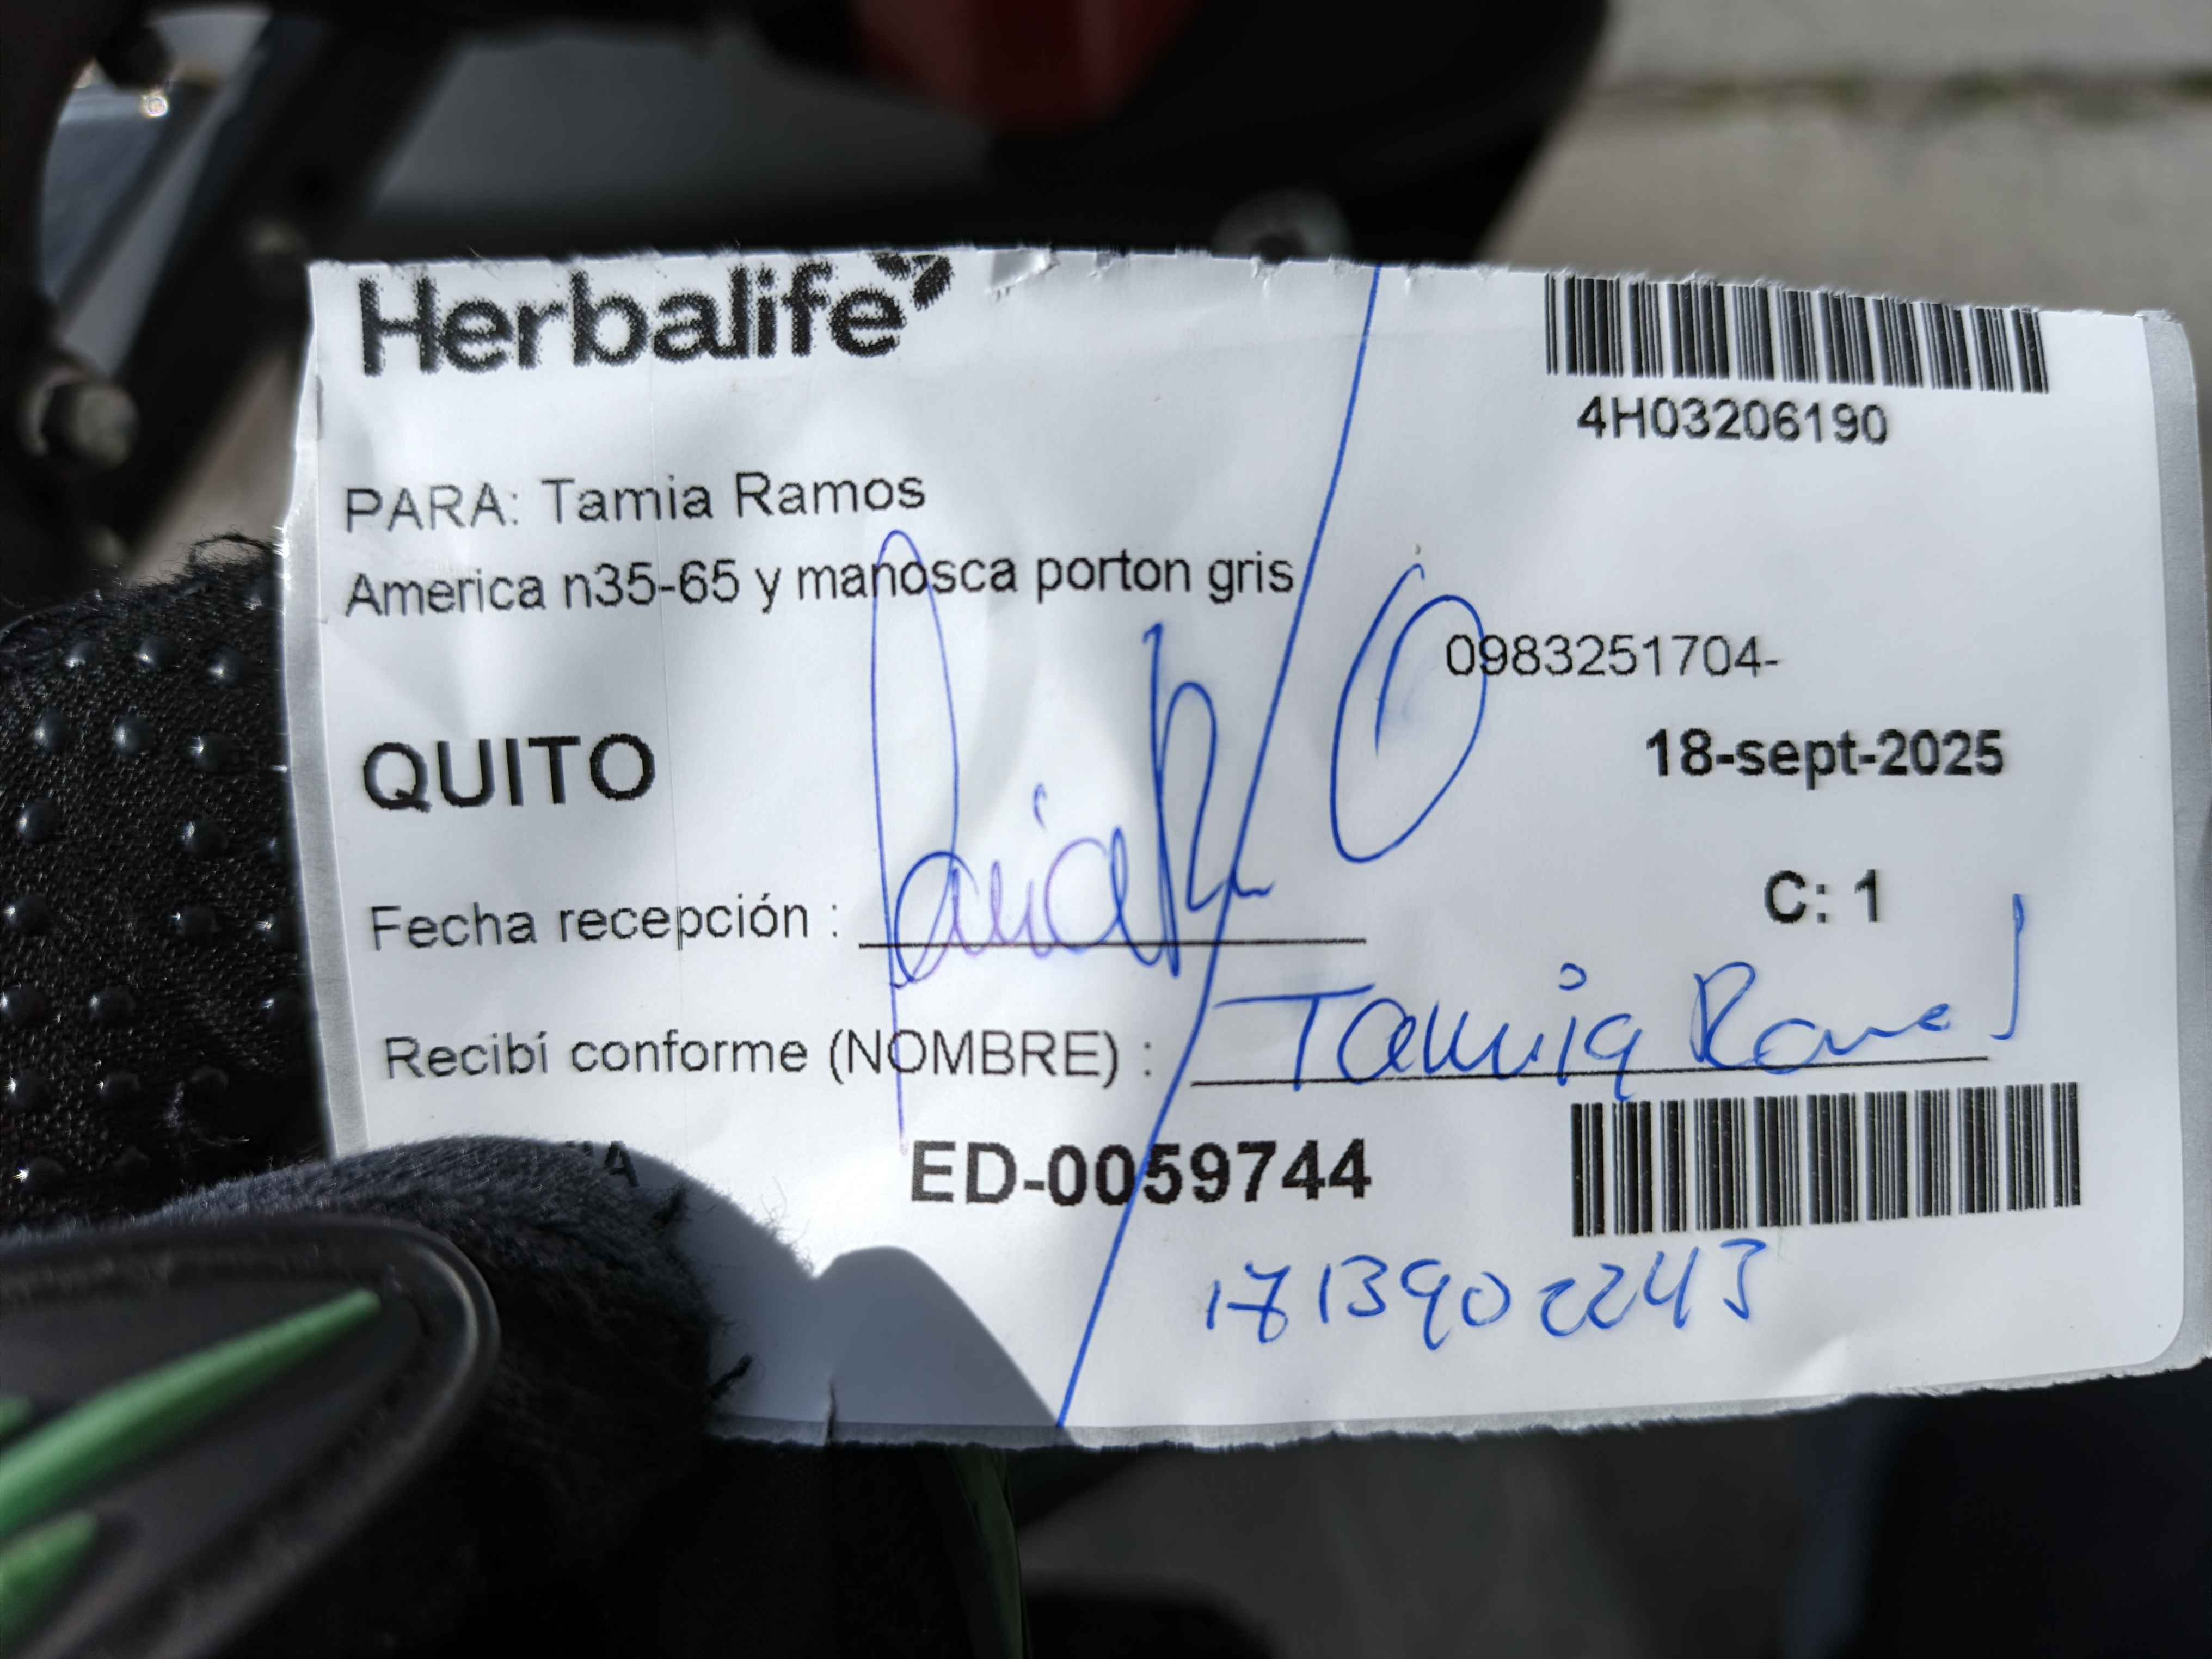 Herbalife
4H03206190
PARA: Tamia Ramos
America n35-65 y manosca porton gris
0983251704-
QUITO
18-sept-2025
Fecha recepción :
C: 1
Recibí conforme (NOMBRE) : Tamia Ramos
ED-0059744
1713902243